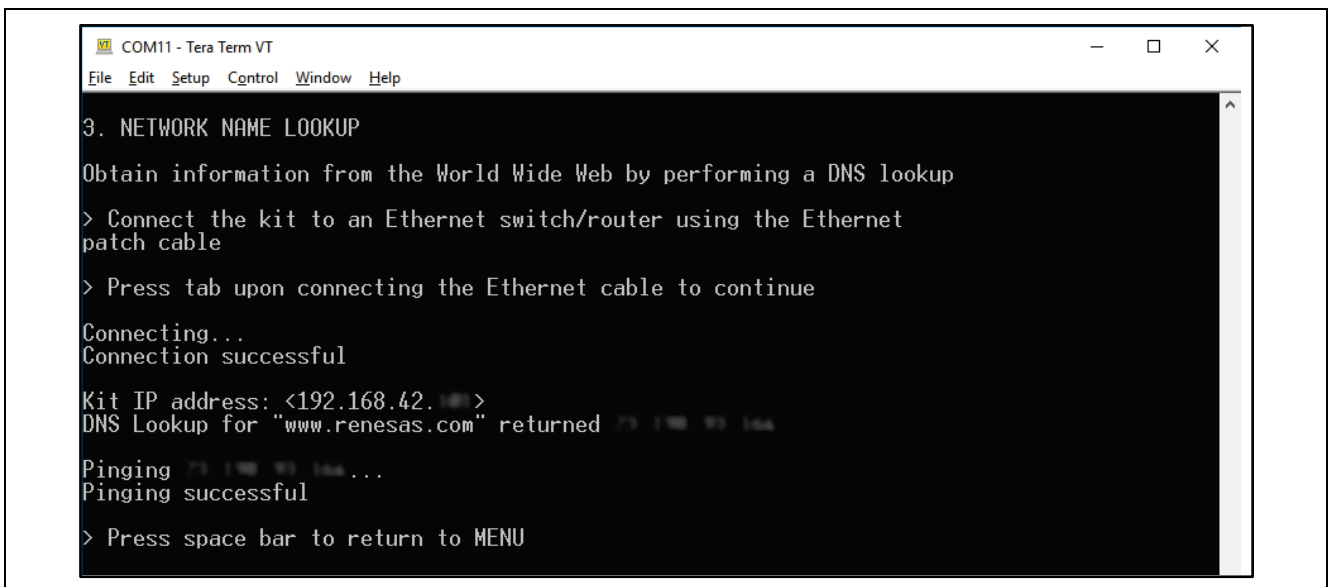 COM11 - Tera Term VT
File Edit Setup Control Window Help
3. NETWORK NAME LOOKUP
Obtain information from the World Wide Web by performing a DNS lookup
> Connect the kit to an Ethernet switch/router using the Ethernet
patch cable
> Press tab upon connecting the Ethernet cable to continue
Connecting...
Connection successful
Kit IP address: <192.168.42. >
DNS Lookup for "www.renesas.com" returned
Pinging ...
Pinging successful
> Press space bar to return to MENU